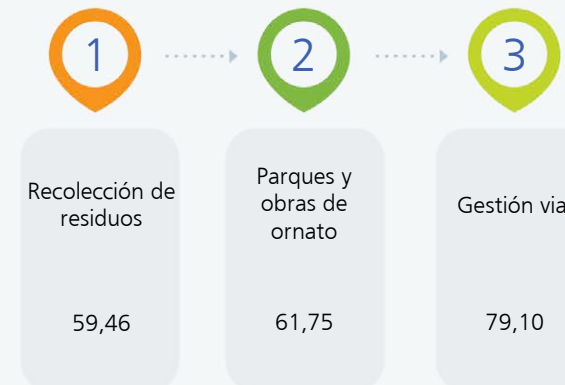 1
2
3
Recolección de
residuos
59,46
Parques y
obras de
ornato
61,75
Gestión via
79,10